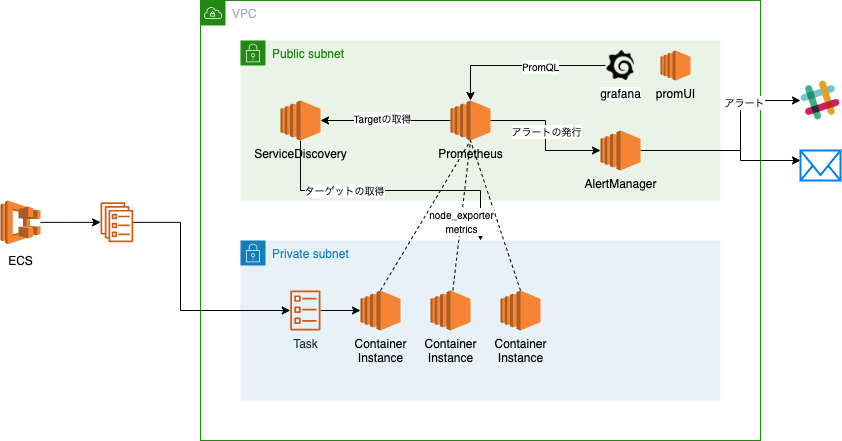 VPC
Public subnet
PromQL
grafana
promUI
アラート
Targetの取得
アラートの発行
ServiceDiscovery
Prometheus
AlertManager
ターゲットの取得
node_exporter
metrics
ECS
Private subnet
Task
Container
Instance
Container
Instance
Container
Instance